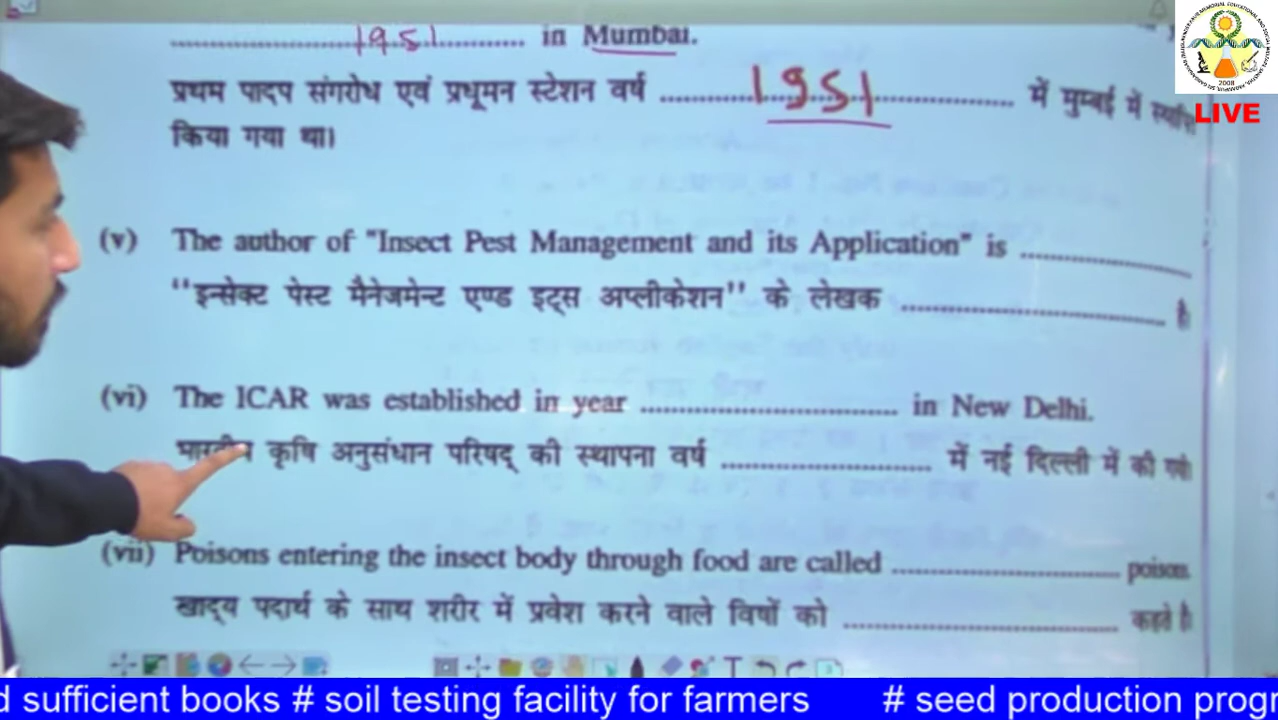 1951 in Mumbai.
प्रथम पादप संगरोध एवं प्रधूमन स्टेशन वर्ष 1951 में मुम्बई में
किया गया था।
(v) The author of "Insect Pest Management and its Application" is
"इन्सेक्ट पेस्ट मैनेजमेन्ट एण्ड इट्स अप्लीकेशन" के लेखक है
(vi) The ICAR was established in year in New Delhi.
कृषि अनुसंधान परिषद् की स्थापना वर्ष में नई दिल्ली में की गयी
(vii) Poisons entering the insect body through food are called poison.
खाद्य पदार्थ के साथ शरीर में प्रवेश करने वाले विषों को कहते है
2008
LIVE
d sufficient books # soil testing facility for farmers # seed production progr